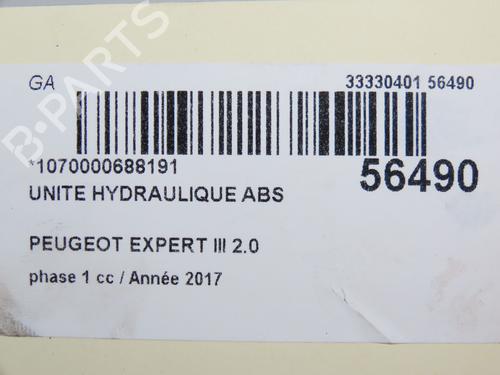 GA
33330401 56490
*1070000688191
56490
UNITE HYDRAULIQUE ABS
PEUGEOT EXPERT III 2.0
phase 1 cc / Année 2017
B-PARTS